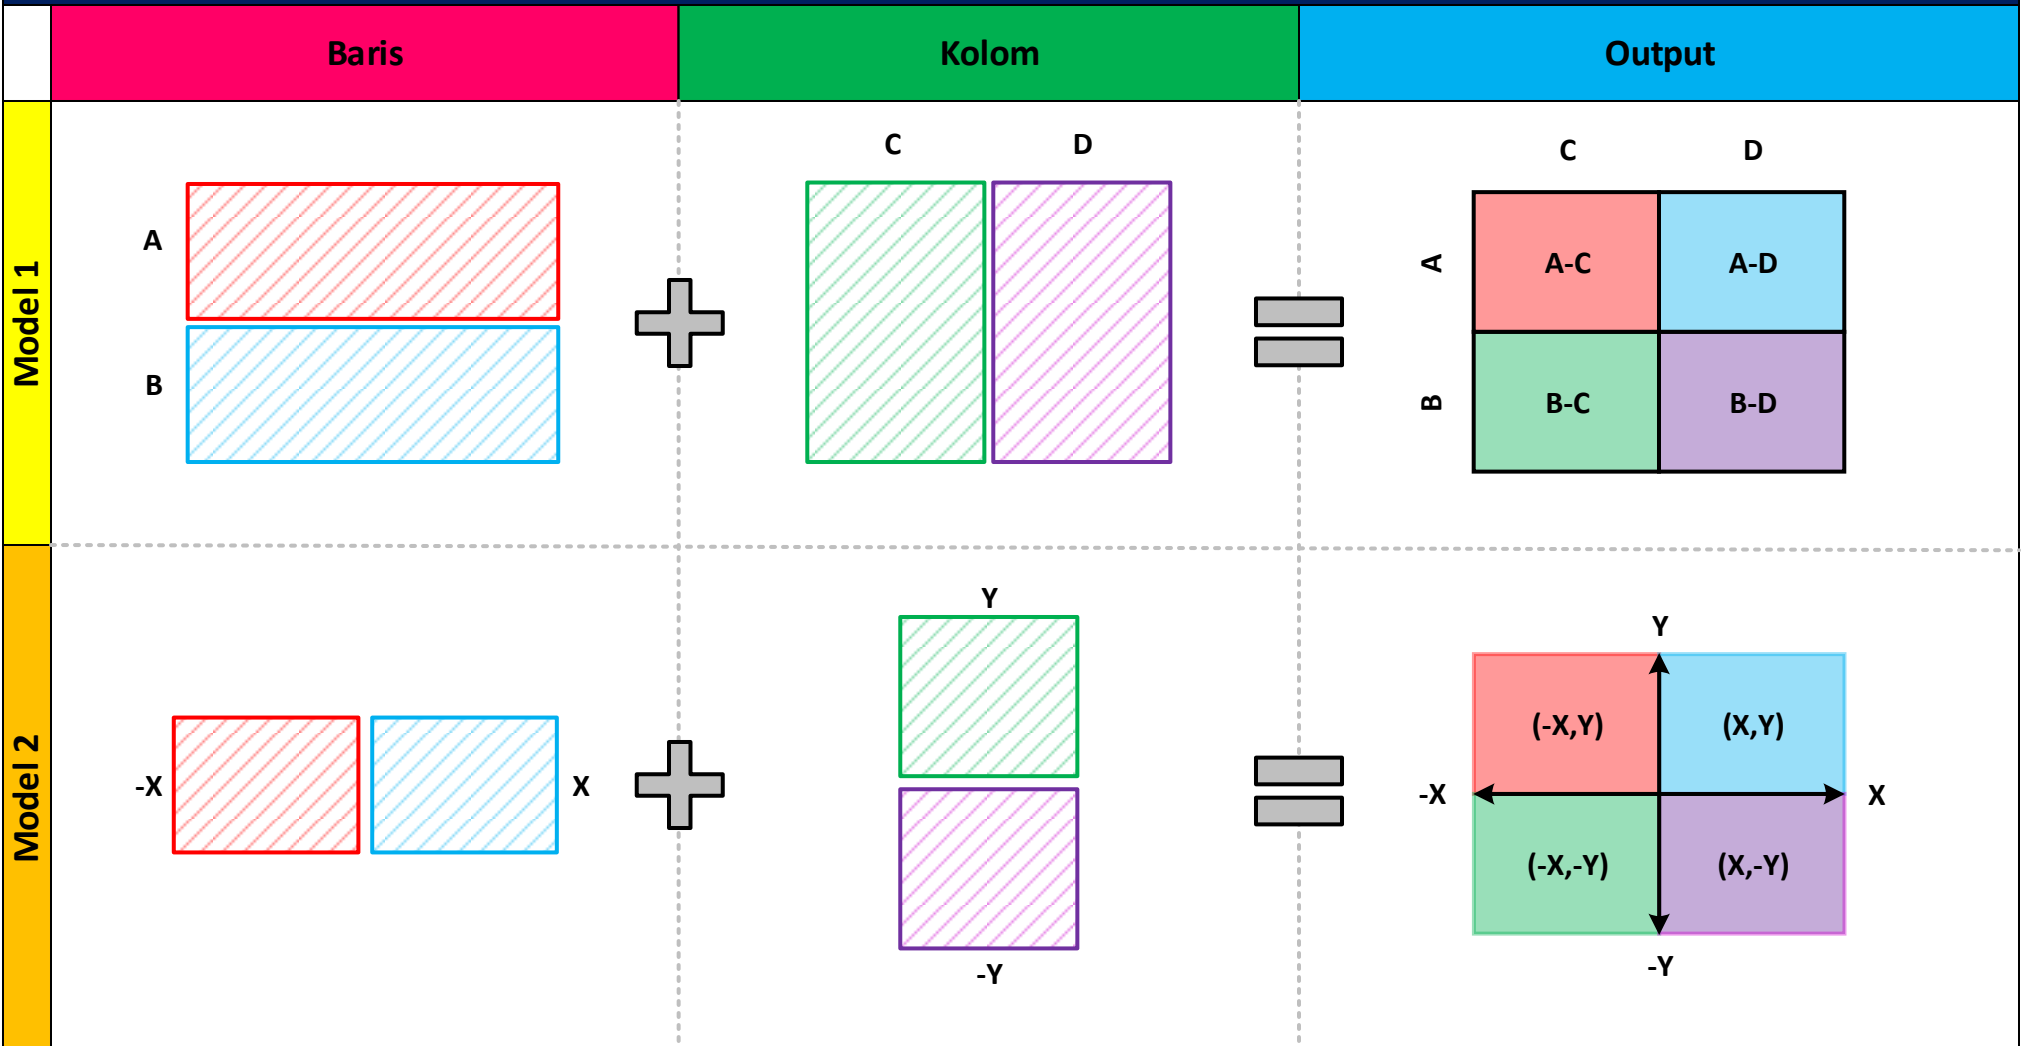 Baris
Kolom
Output
Model 1
A
B
C
D
C
D
A
B
A-C
A-D
B-C
B-D
Model 2
-X
X
Y
-Y
Y
(-X,Y)
(X,Y)
-X
X
(-X,-Y)
(X,-Y)
-Y